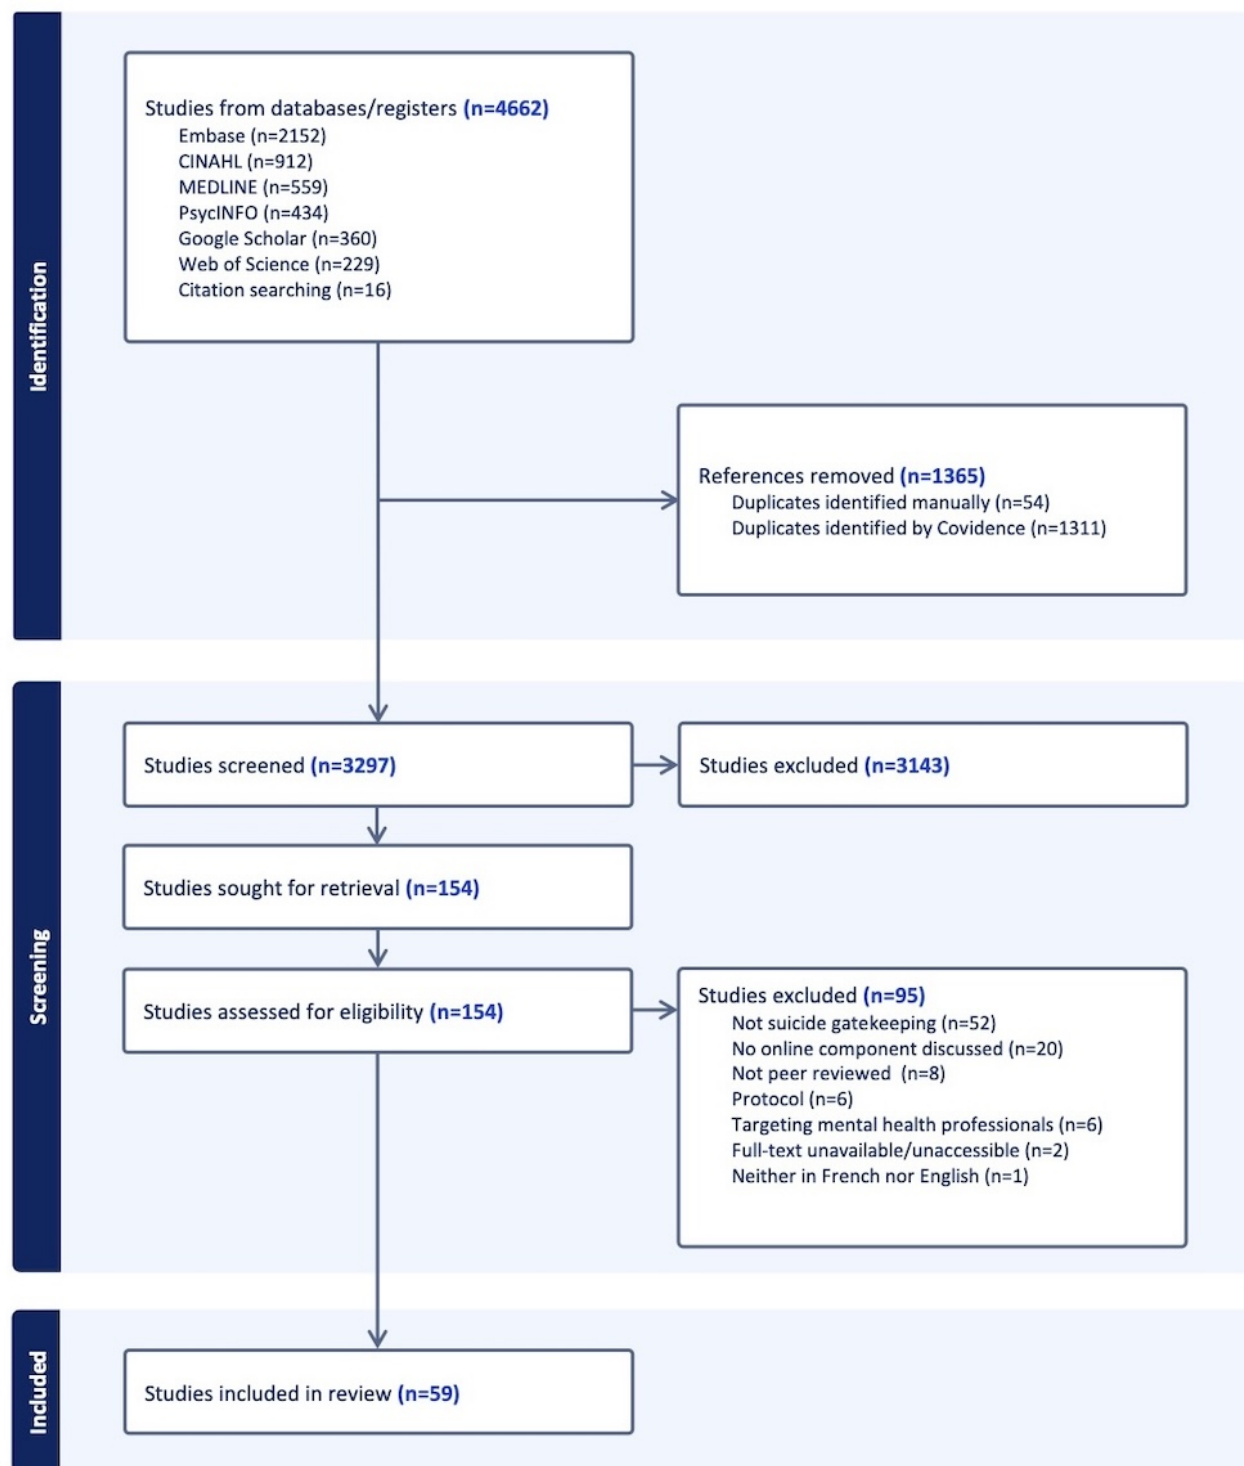 Identification
Studies from databases/registers (n=4662)
Embase (n=2152)
CINAHL (n=912)
MEDLINE (n=559)
PsycINFO (n=434)
Google Scholar (n=360)
Web of Science (n=229)
Citation searching (n=16)
References removed (n=1365)
Duplicates identified manually (n=54)
Duplicates identified by Covidence (n=1311)
Screening
Studies screened (n=3297)
Studies excluded (n=3143)
Studies sought for retrieval (n=154)
Studies assessed for eligibility (n=154)
Studies excluded (n=95)
Not suicide gatekeeping (n=52)
No online component discussed (n=20)
Not peer reviewed (n=8)
Protocol (n=6)
Targeting mental health professionals (n=6)
Full-text unavailable/unaccessible (n=2)
Neither in French nor English (n=1)
Included
Studies included in review (n=59)